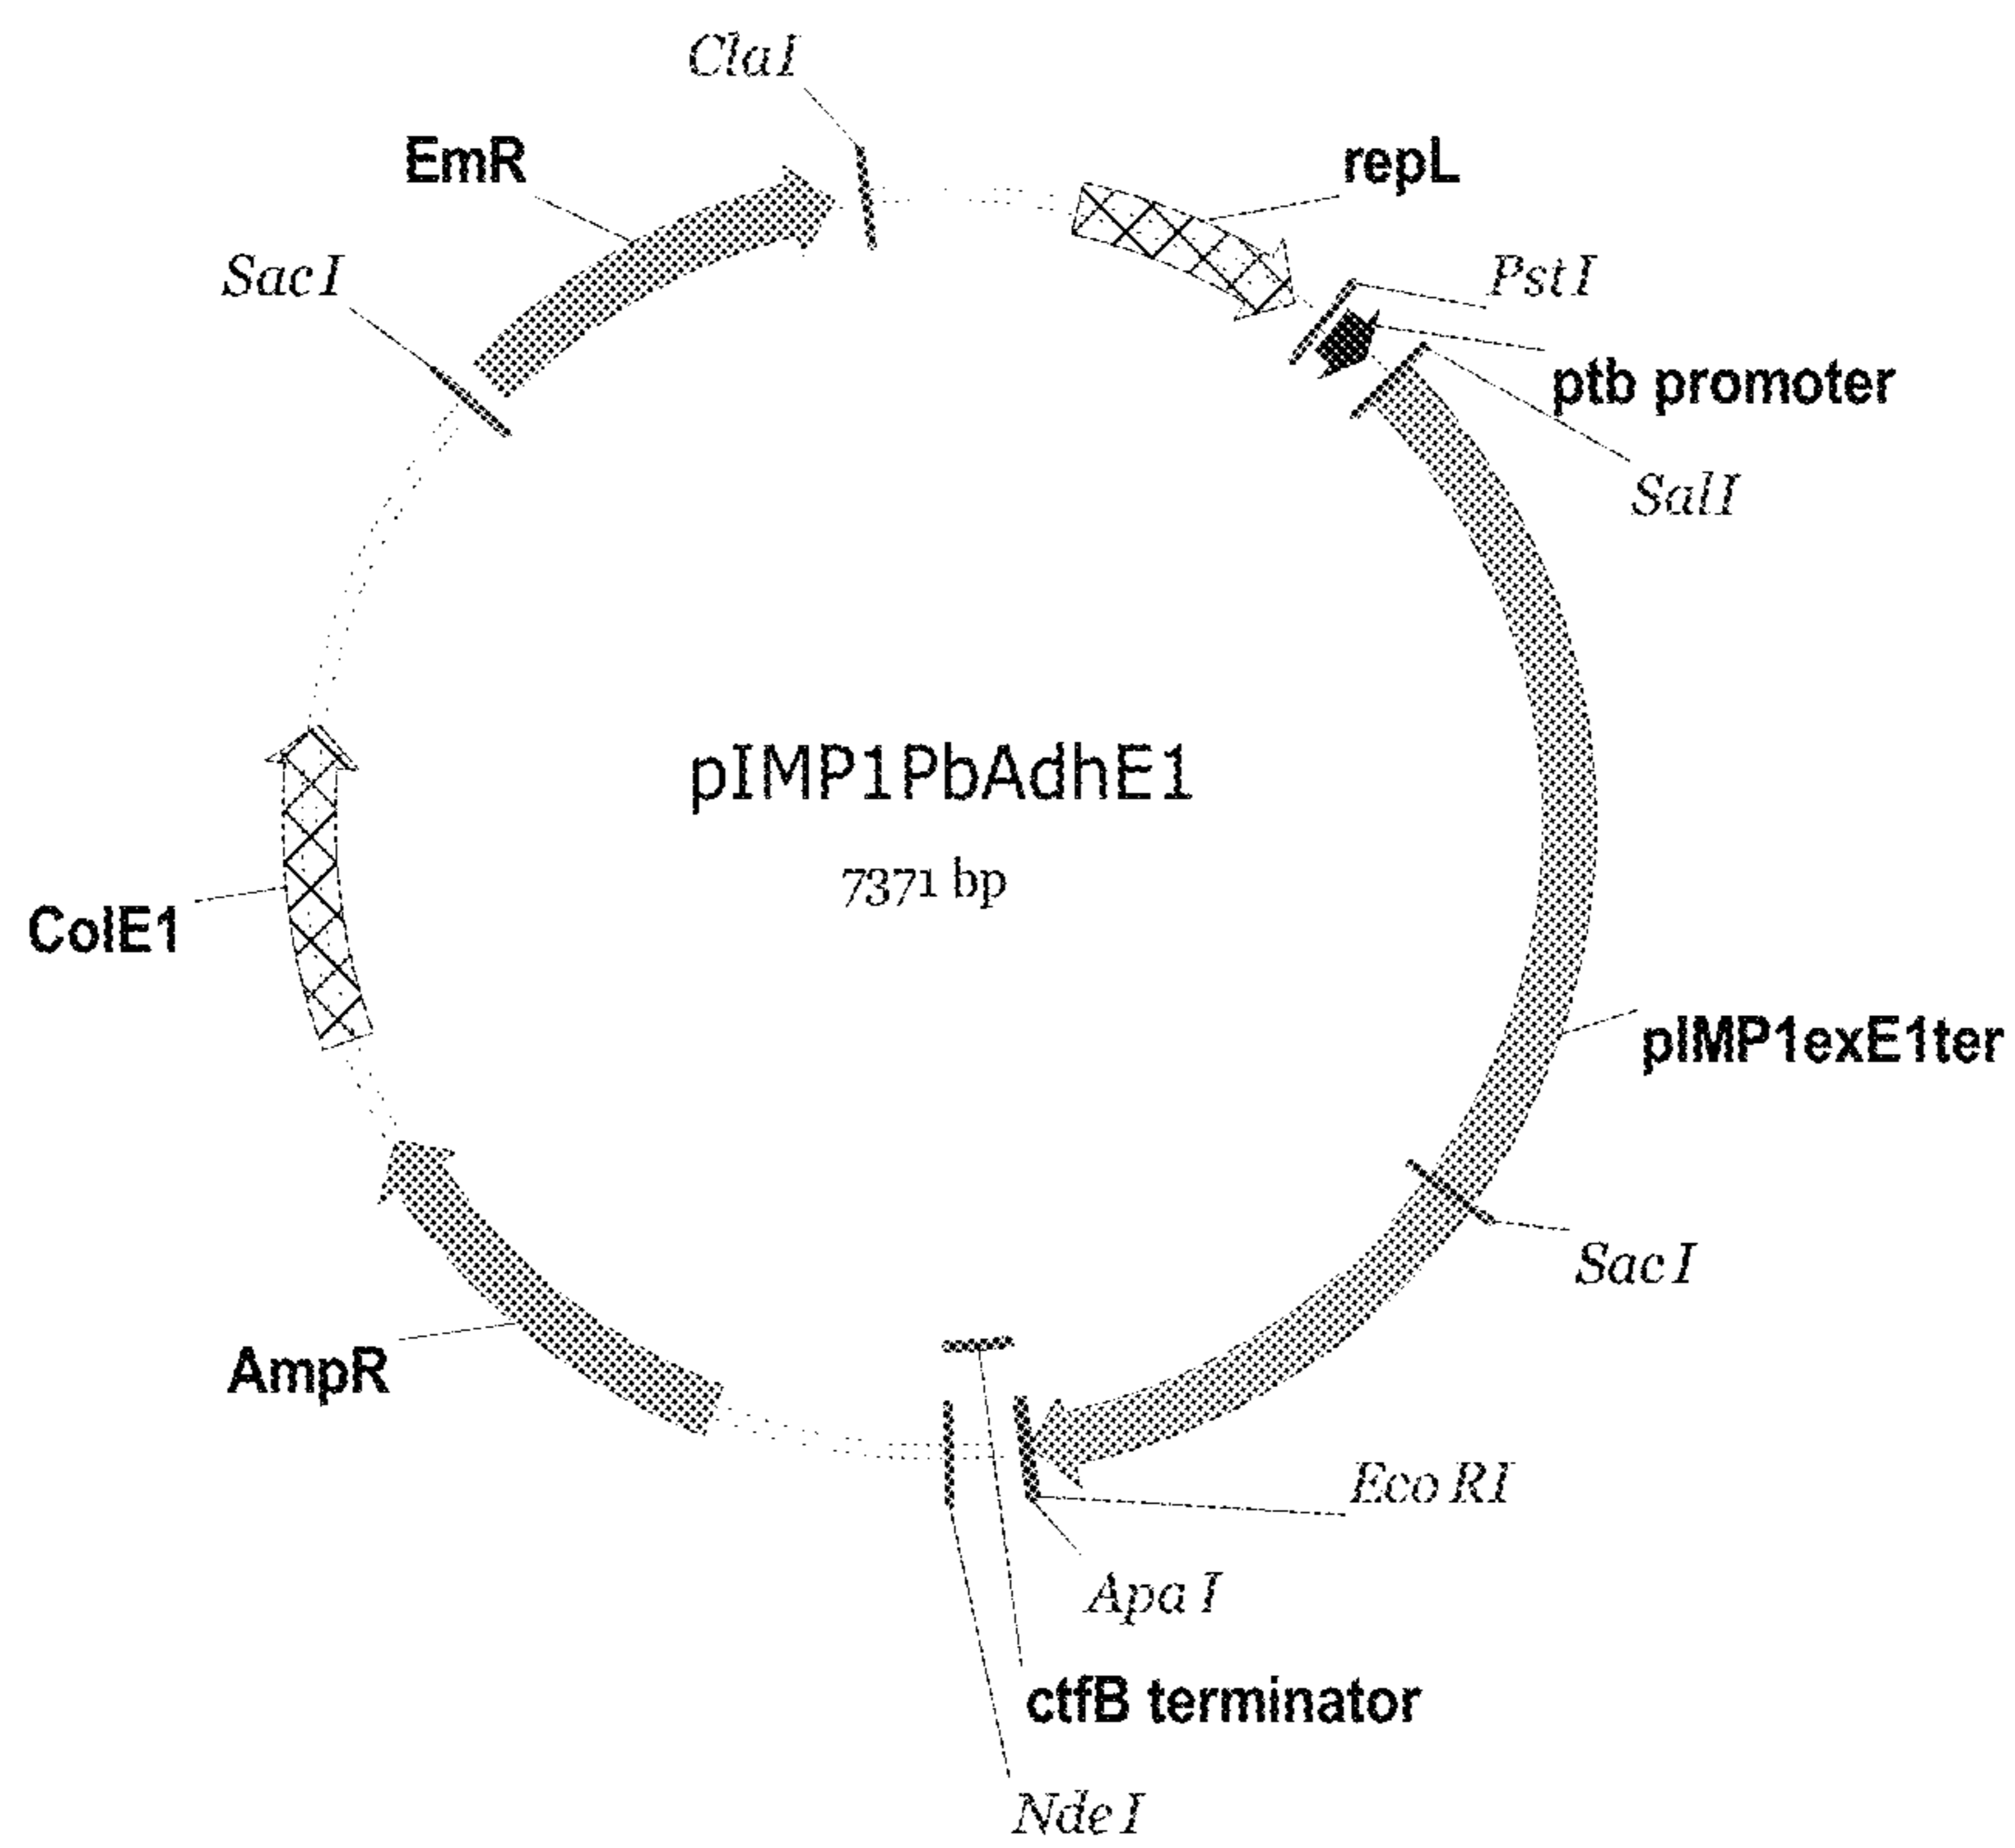 ClaI
EmR
repL
SacI
PstI
ptb promoter
SalI
pIMP1PbAdhE1
7371 bp
ColE1
pIMP1exE1ter
SacI
AmpR
EcoRI
ApaI
ctfB terminator
NdeI